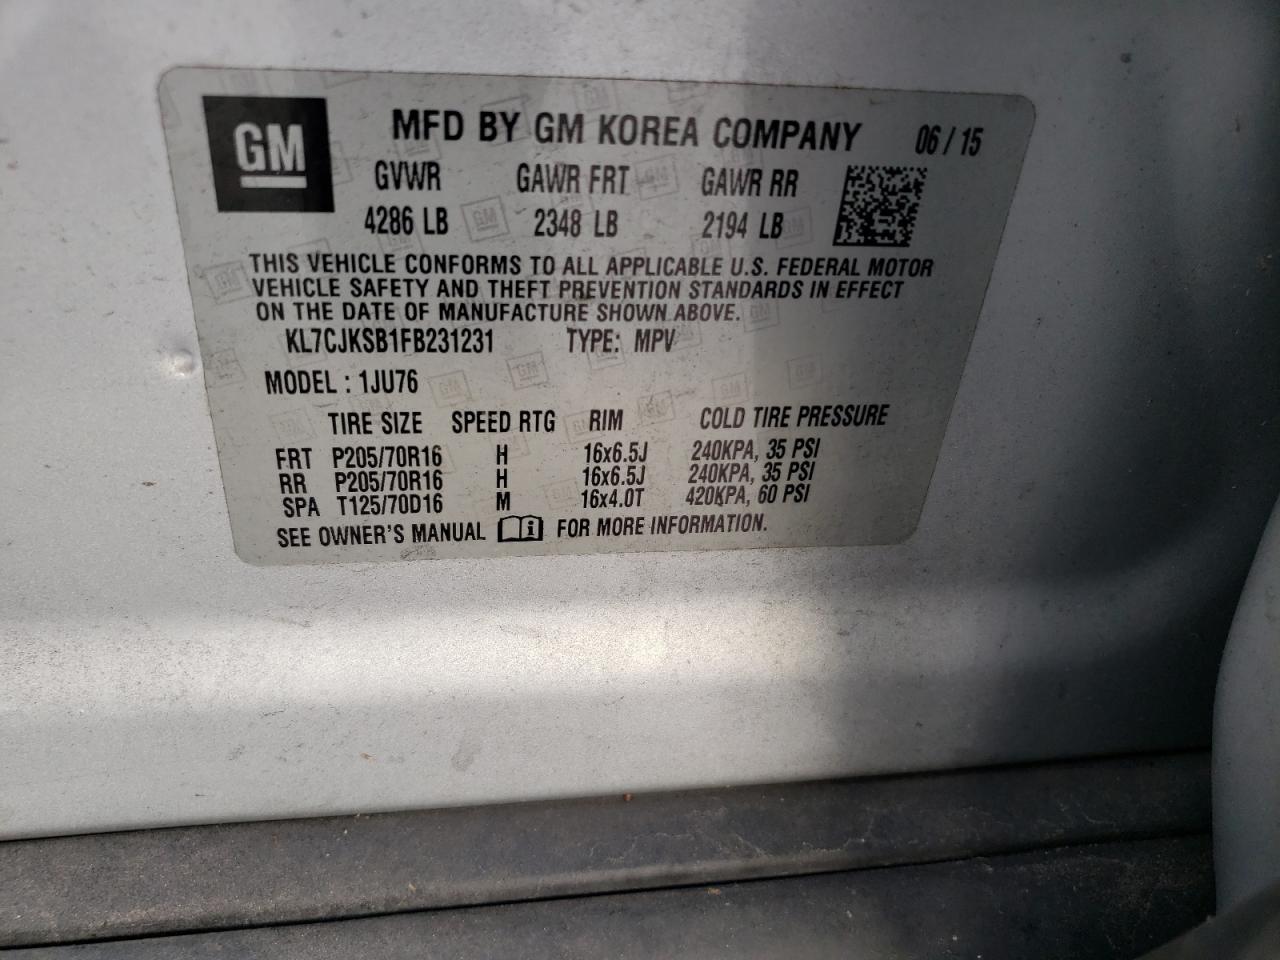 GM
MFD BY GM KOREA COMPANY 06 / 15
GVWR GAWR FRT GAWR RR
4286 LB 2348 LB 2194 LB
THIS VEHICLE CONFORMS TO ALL APPLICABLE U.S. FEDERAL MOTOR
VEHICLE SAFETY AND THEFT PREVENTION STANDARDS IN EFFECT
ON THE DATE OF MANUFACTURE SHOWN ABOVE.
KL7CJKSB1FB231231 TYPE: MPV
MODEL : 1JU76
TIRE SIZE SPEED RTG RIM COLD TIRE PRESSURE
FRT P205/70R16 H 16x6.5J 240KPA, 35 PSI
RR P205/70R16 H 16x6.5J 240KPA, 35 PSI
SPA T125/70D16 M 16x4.0T 420KPA, 60 PSI
SEE OWNER'S MANUAL i FOR MORE INFORMATION.